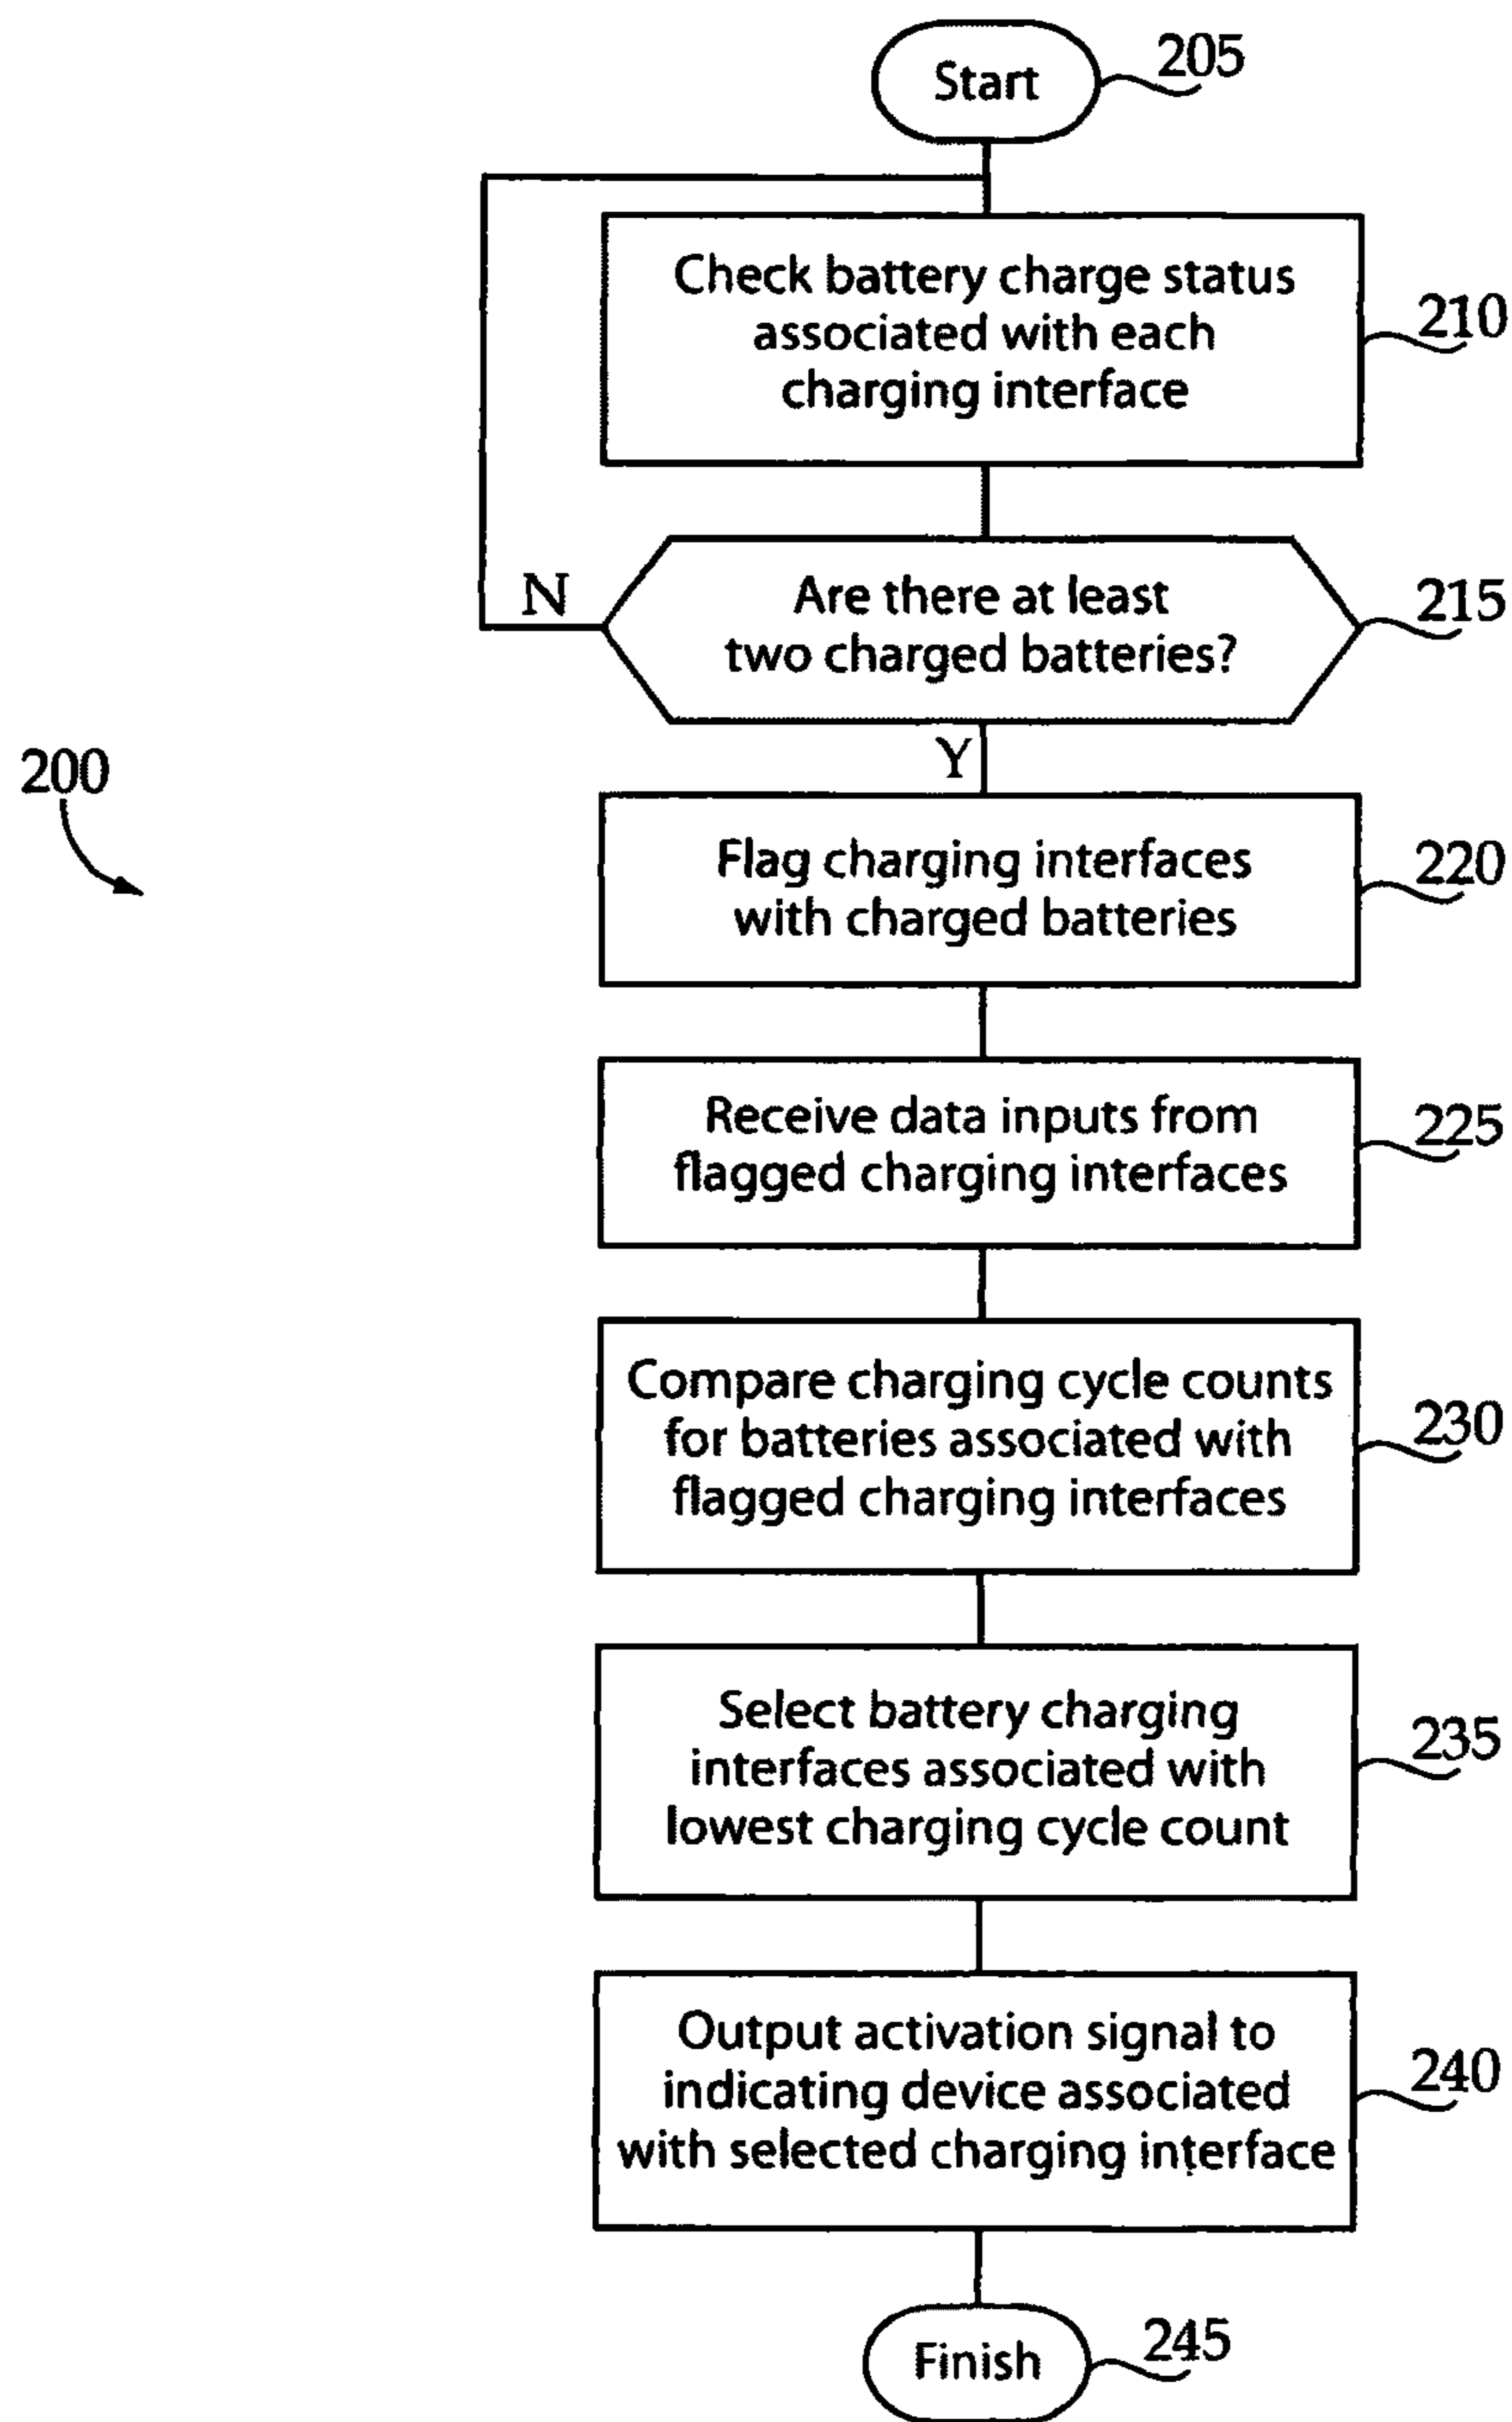 Start
205
Check battery charge status
associated with each
charging interface
210
N
Are there at least
two charged batteries?
215
Y
200
Flag charging interfaces
with charged batteries
220
Receive data inputs from
flagged charging interfaces
225
Compare charging cycle counts
for batteries associated with
flagged charging interfaces
230
Select battery charging
interfaces associated with
lowest charging cycle count
235
Output activation signal to
indicating device associated
with selected charging interface
240
Finish
245